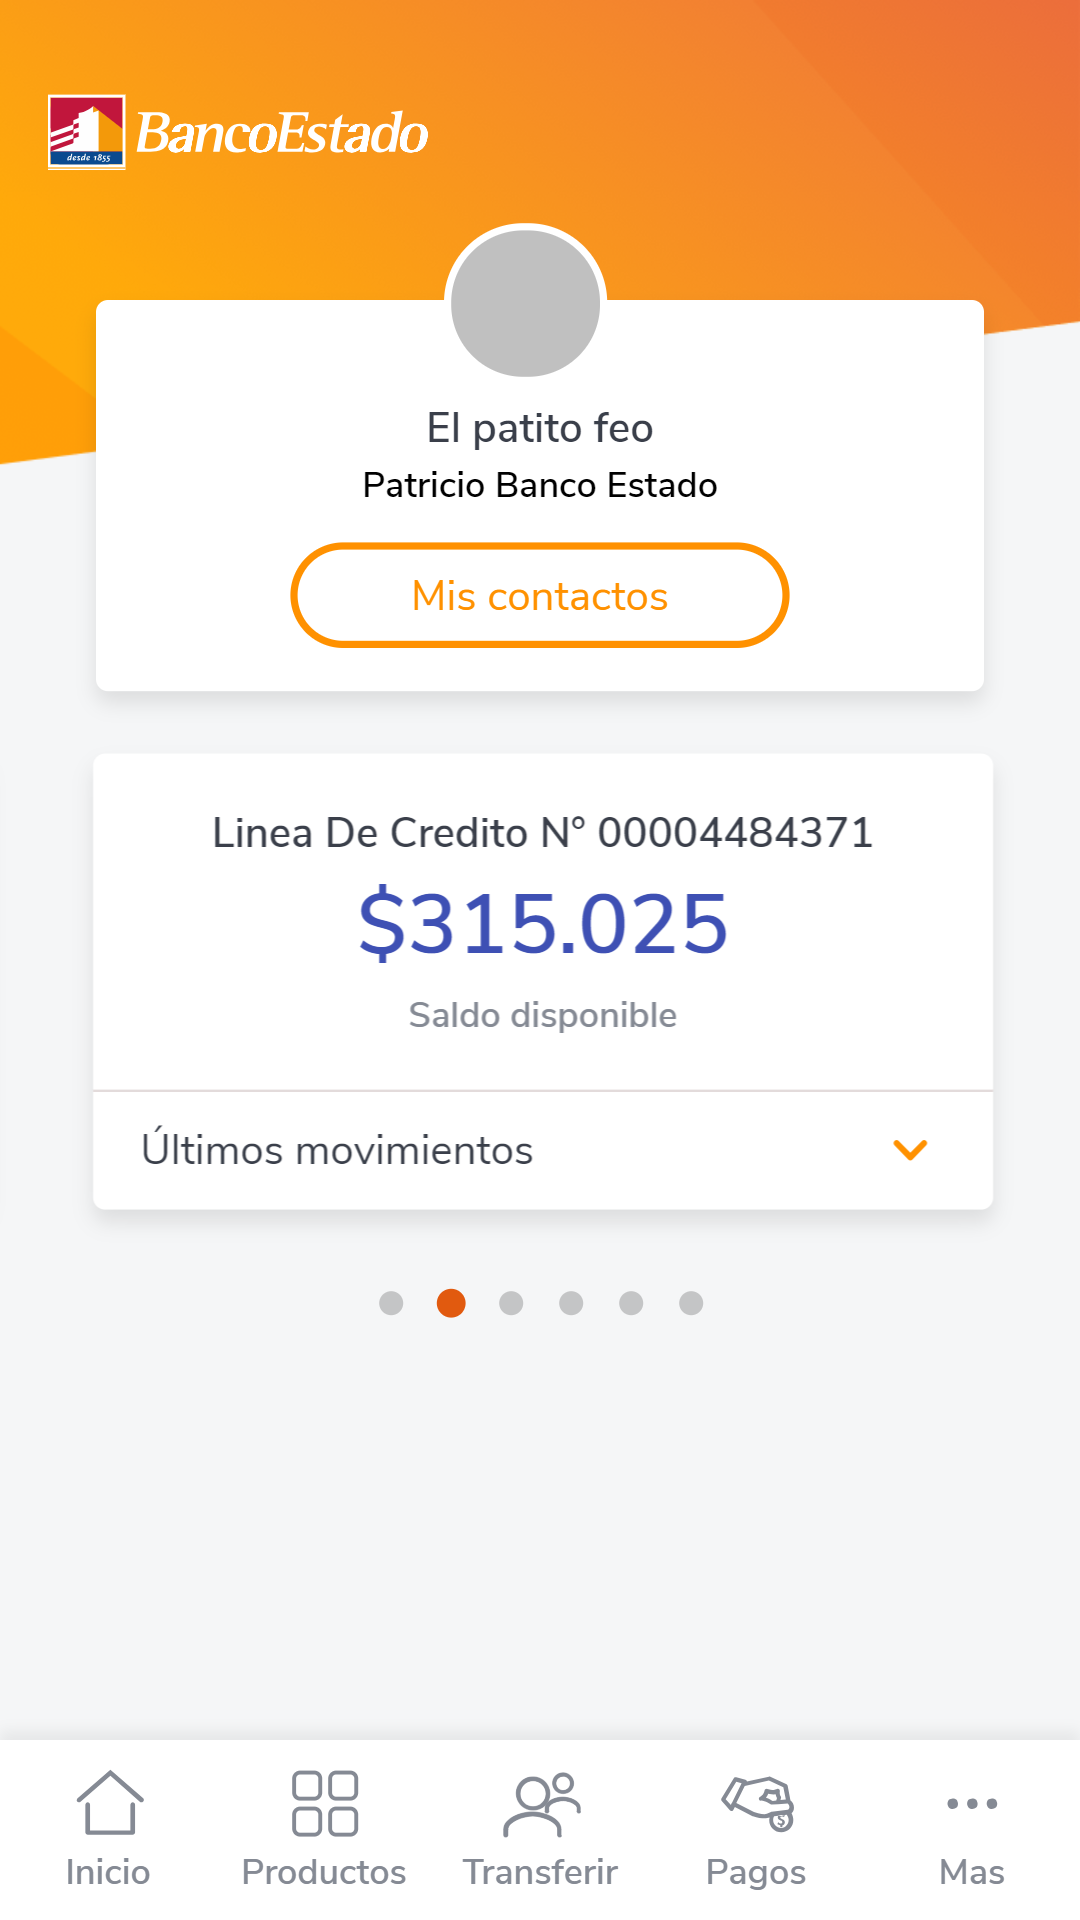 desde 1855
BancoEstado
El patito feo
Patricio Banco Estado
Mis contactos
Linea De Credito N° 00004484371
$315.025
Saldo disponible
Últimos movimientos
$
Inicio
Productos
Transferir
Pagos
Mas